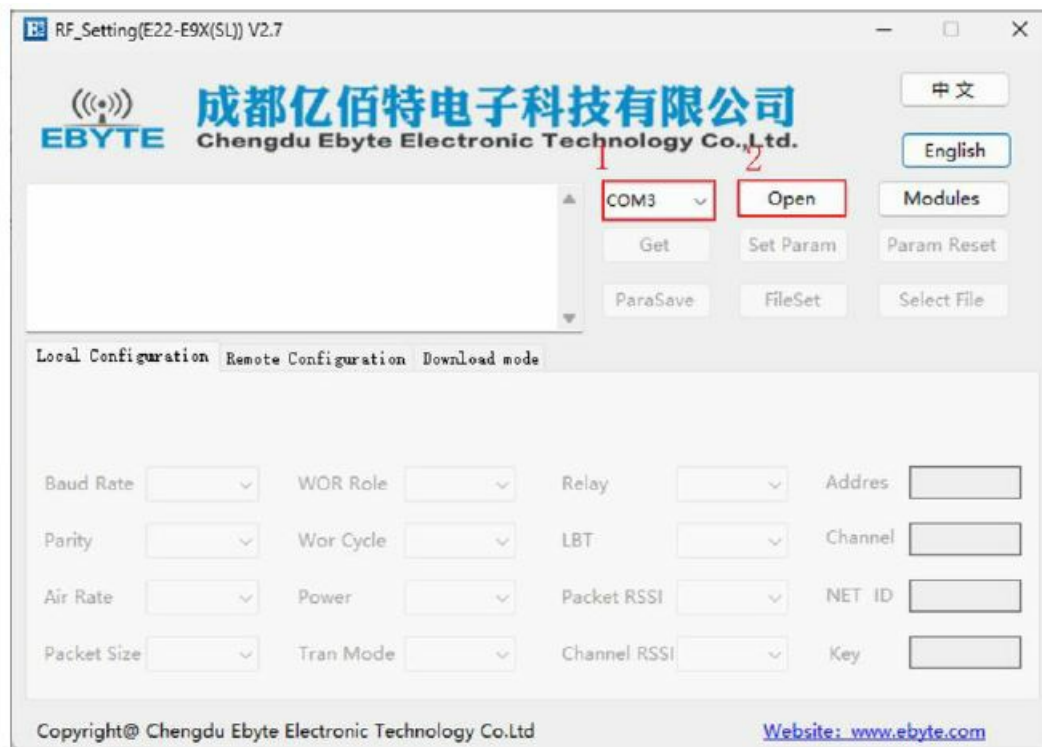 RF_Setting(E22-E9X(SL)) V2.7
EBYTE
成都亿佰特电子科技有限公司
Chengdu Ebyte Electronic Technology Co.,Ltd.
中文
English
1 2
COM3 Open Modules
Get Set Param Param Reset
ParaSave FileSet Select File
Local Configuration Remote Configuration Download mode
Baud Rate WOR Role Relay Addres
Parity Wor Cycle LBT Channel
Air Rate Power Packet RSSI NET ID
Packet Size Tran Mode Channel RSSI Key
Copyright@ Chengdu Ebyte Electronic Technology Co.Ltd Website: www.ebyte.com